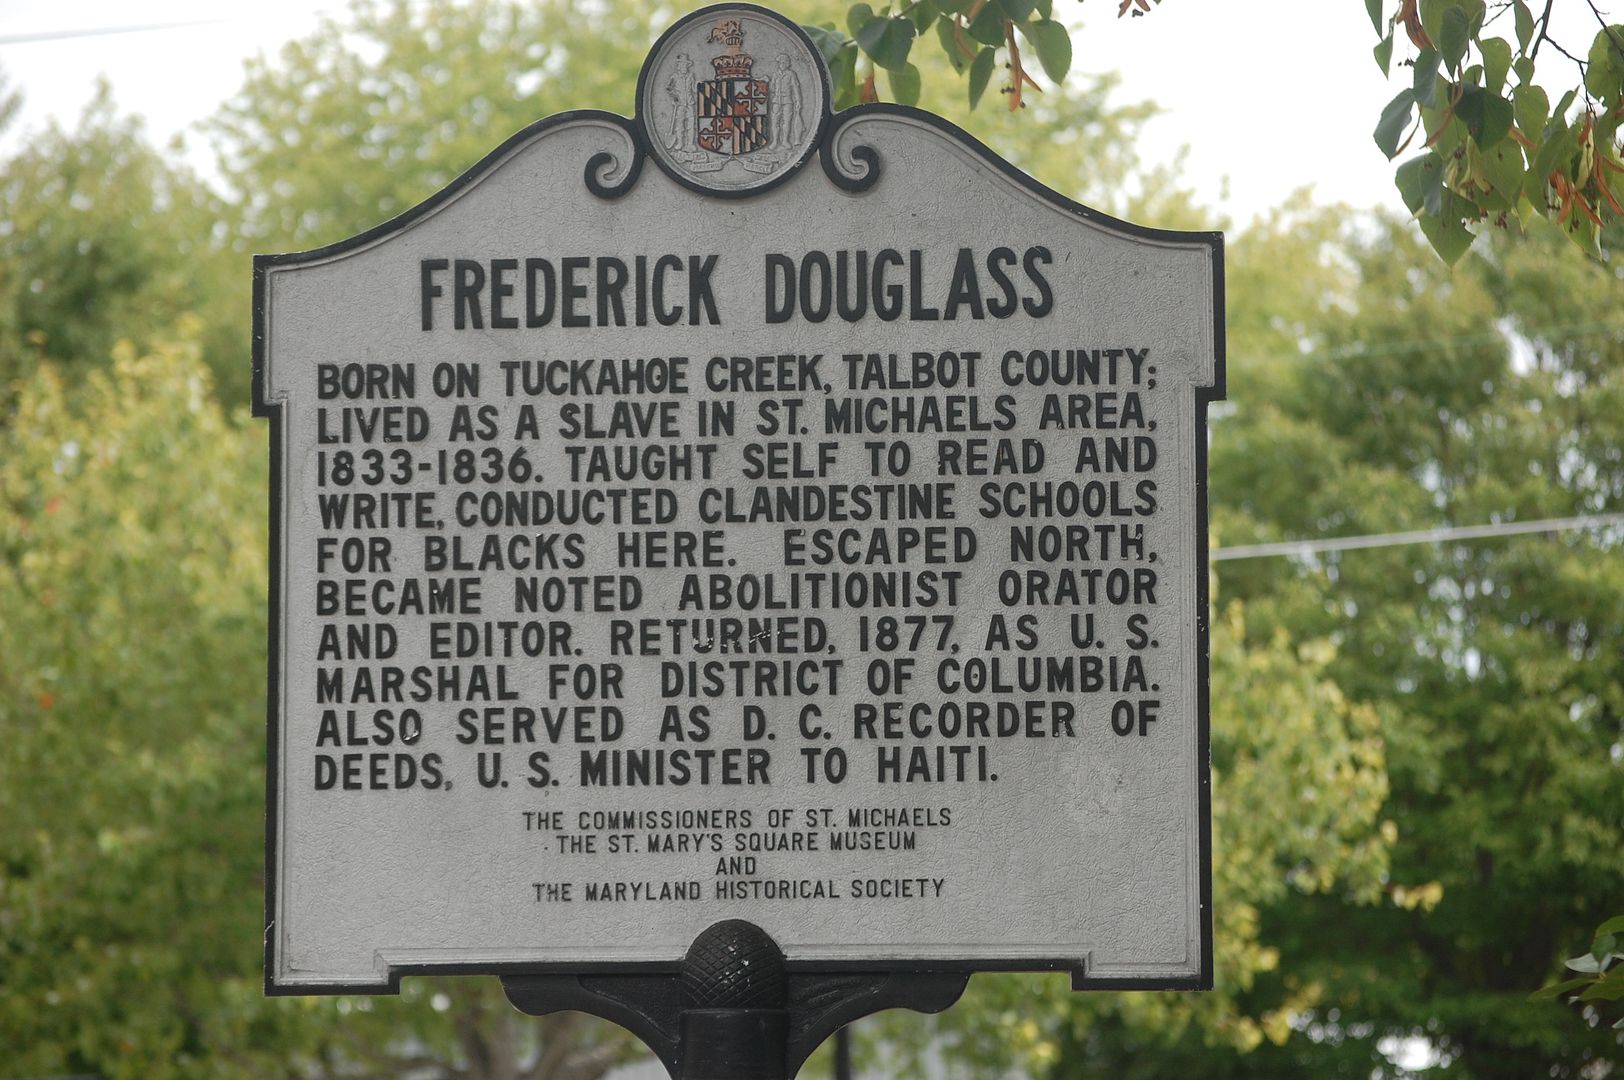 FREDERICK DOUGLASS
BORN ON TUCKAHOE CREEK, TALBOT COUNTY;
LIVED AS A SLAVE IN ST. MICHAELS AREA,
1833-1836. TAUGHT SELF TO READ AND
WRITE, CONDUCTED CLANDESTINE SCHOOLS
FOR BLACKS HERE. ESCAPED NORTH,
BECAME NOTED ABOLITIONIST ORATOR
AND EDITOR. RETURNED, 1877, AS U. S.
MARSHAL FOR DISTRICT OF COLUMBIA.
ALSO SERVED AS D. C. RECORDER OF
DEEDS, U. S. MINISTER TO HAITI.
THE COMMISSIONERS OF ST. MICHAELS
THE ST. MARY'S SQUARE MUSEUM
AND
THE MARYLAND HISTORICAL SOCIETY